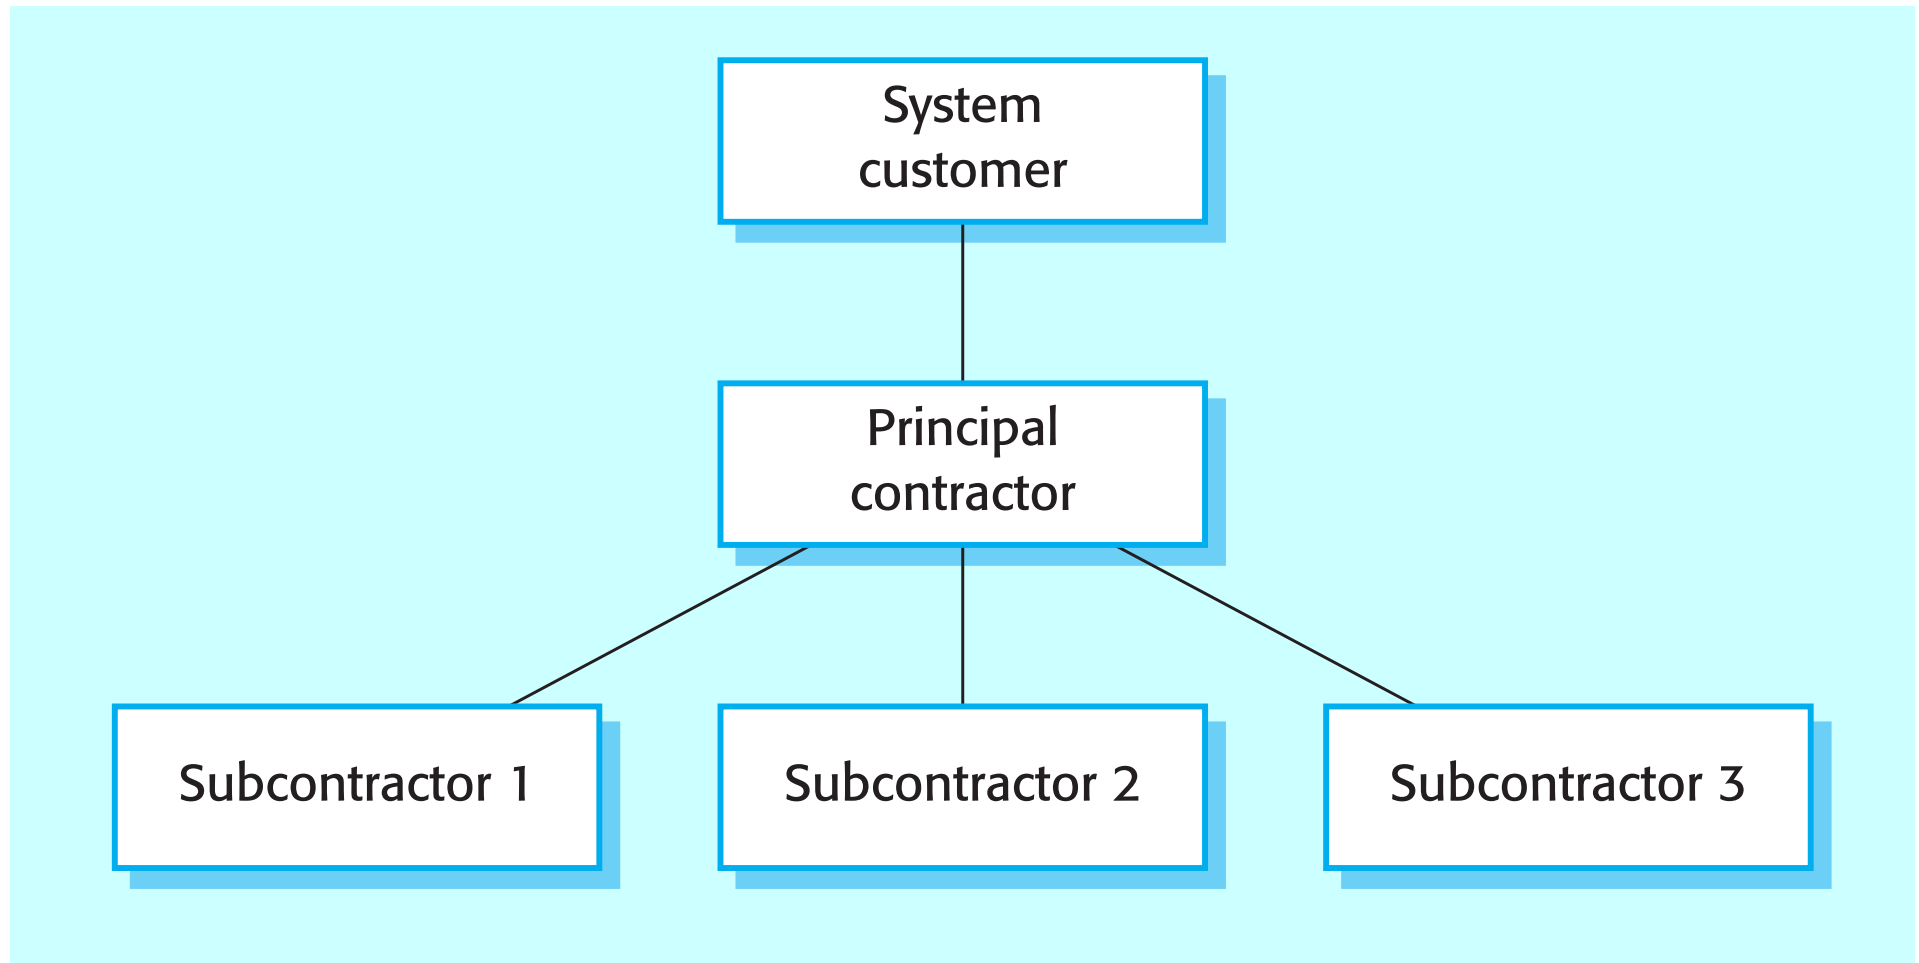 System
customer
Principal
contractor
Subcontractor 1
Subcontractor 2
Subcontractor 3